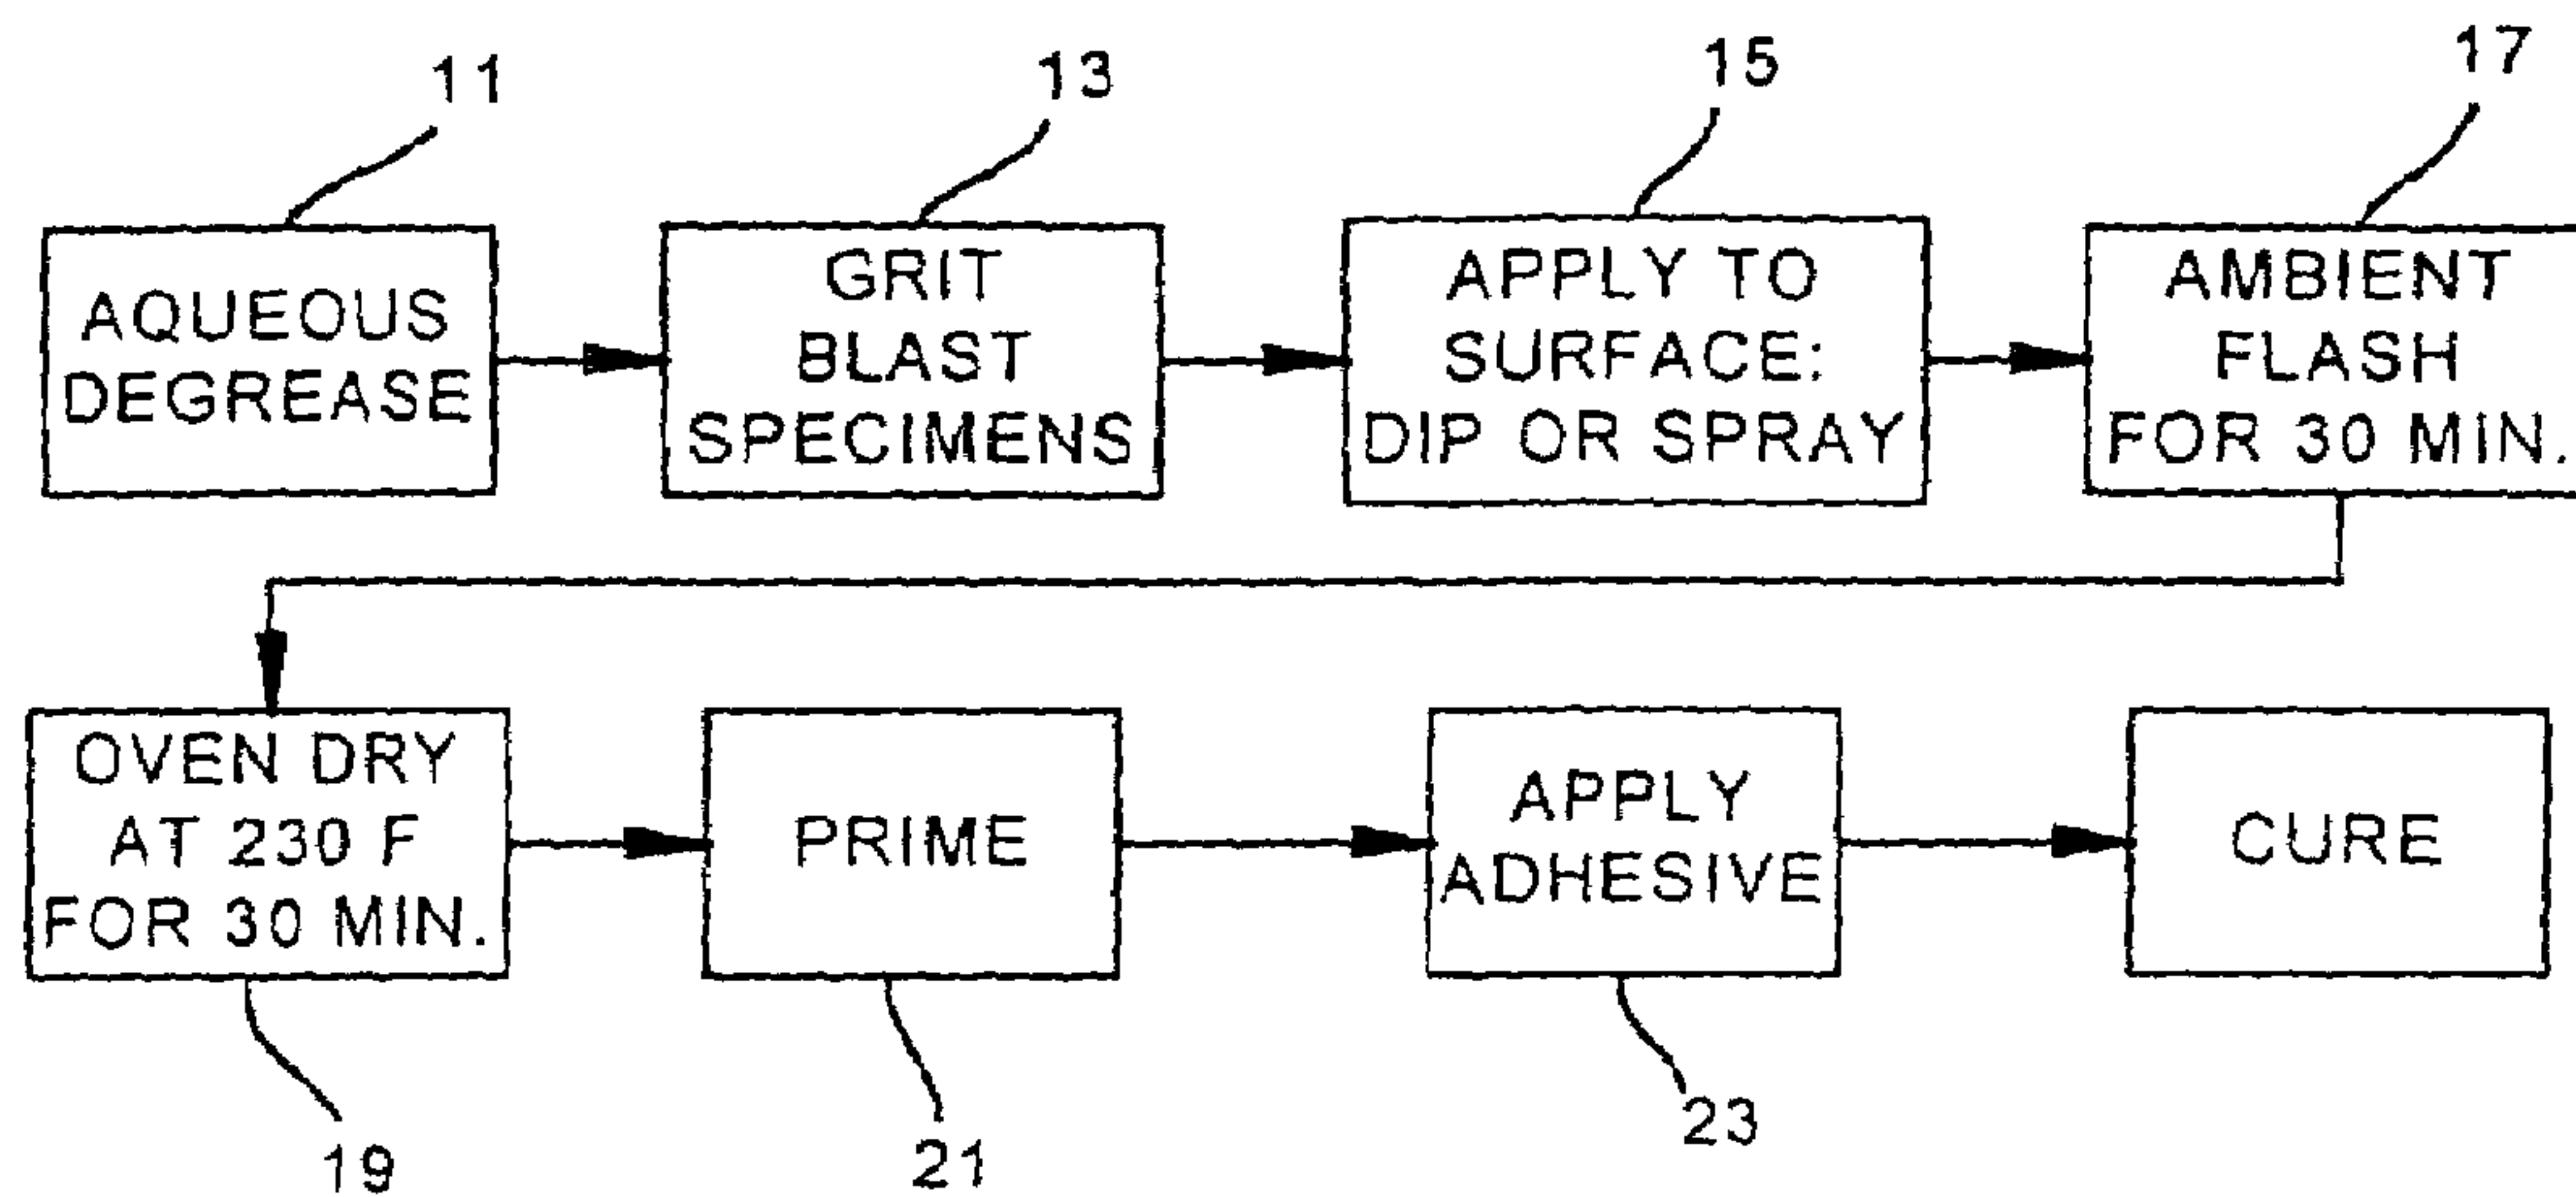 11
13
15
17
AQUEOUS
DEGREASE
GRIT
BLAST
SPECIMENS
APPLY TO
SURFACE:
DIP OR SPRAY
AMBIENT
FLASH
FOR 30 MIN.
OVEN DRY
AT 230 F
FOR 30 MIN.
PRIME
APPLY
ADHESIVE
CURE
19
21
23